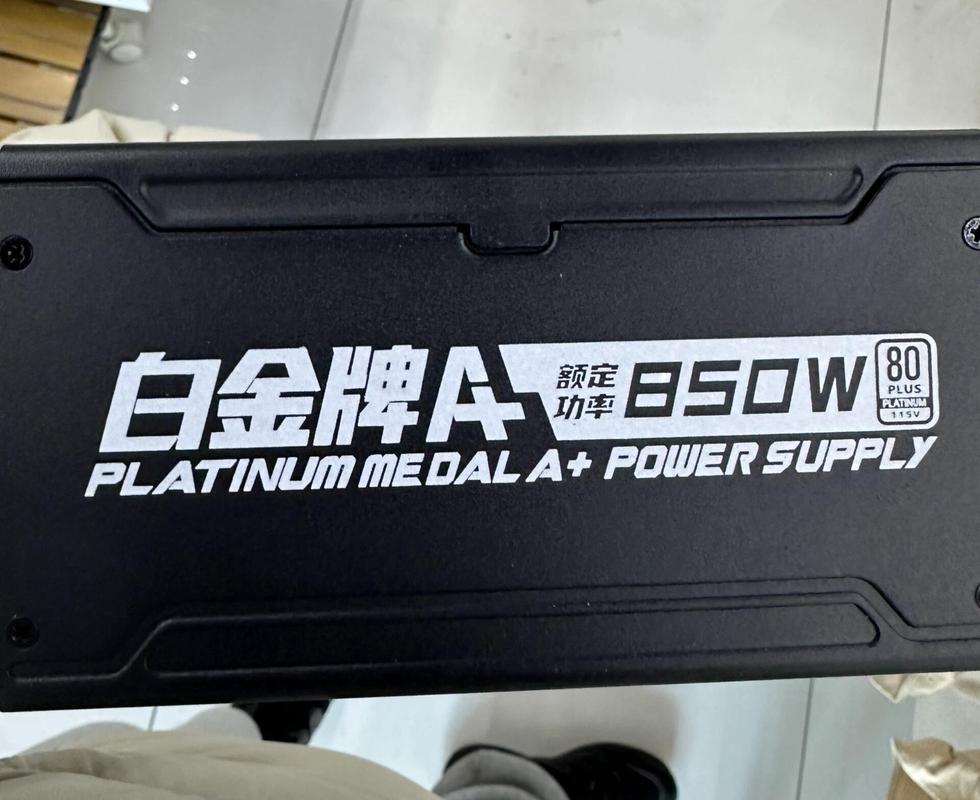 白金牌A+
额定
功率
850W
80
PLUS
PLATINUM
115V
PLATINUM MEDAL A+ POWER SUPPLY